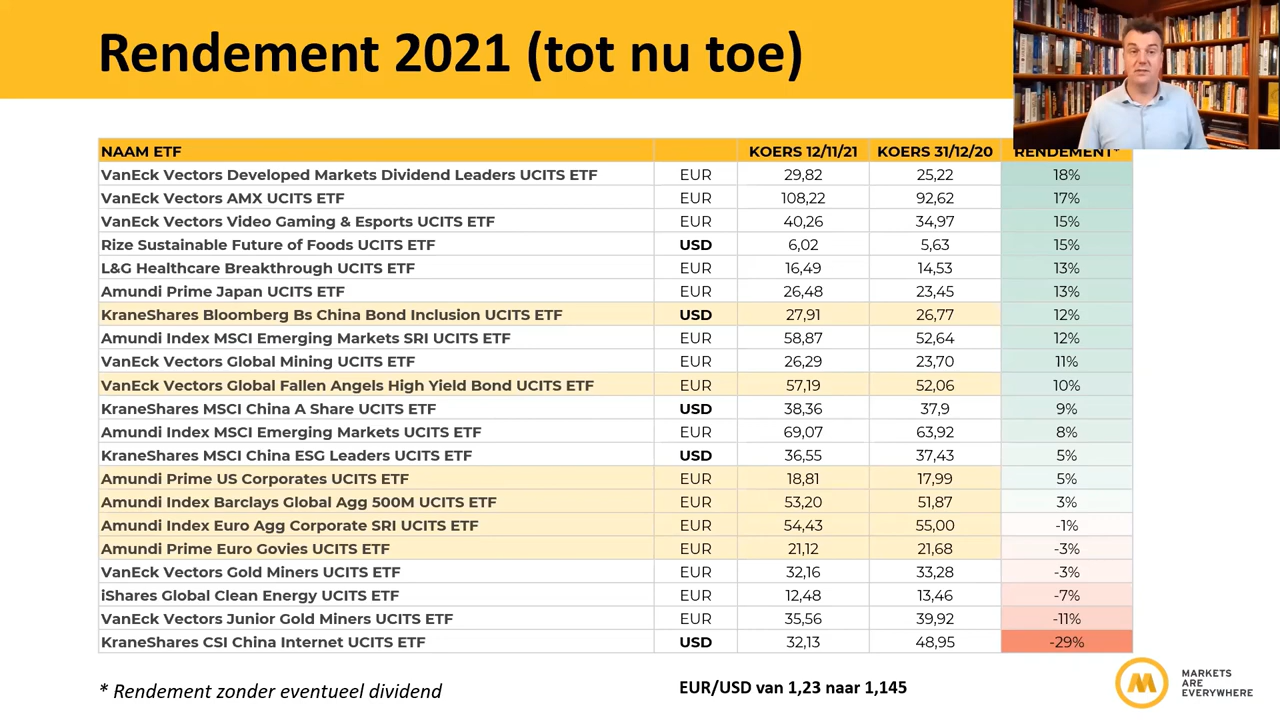 Rendement 2021 (tot nu toe)
NAAM ETF KOERS 12/11/21 KOERS 31/12/20 RENDEMENT*
VanEck Vectors Developed Markets Dividend Leaders UCITS ETF EUR 29,82 25,22 18%
VanEck Vectors AMX UCITS ETF EUR 108,22 92,62 17%
VanEck Vectors Video Gaming & Esports UCITS ETF EUR 40,26 34,97 15%
Rize Sustainable Future of Foods UCITS ETF USD 6,02 5,63 15%
L&G Healthcare Breakthrough UCITS ETF EUR 16,49 14,53 13%
Amundi Prime Japan UCITS ETF EUR 26,48 23,45 13%
KraneShares Bloomberg Bs China Bond Inclusion UCITS ETF USD 27,91 26,77 12%
Amundi Index MSCI Emerging Markets SRI UCITS ETF EUR 58,87 52,64 12%
VanEck Vectors Global Mining UCITS ETF EUR 26,29 23,70 11%
VanEck Vectors Global Fallen Angels High Yield Bond UCITS ETF EUR 57,19 52,06 10%
KraneShares MSCI China A Share UCITS ETF USD 38,36 37,9 9%
Amundi Index MSCI Emerging Markets UCITS ETF EUR 69,07 63,92 8%
KraneShares MSCI China ESG Leaders UCITS ETF USD 36,55 37,43 5%
Amundi Prime US Corporates UCITS ETF EUR 18,81 17,99 5%
Amundi Index Barclays Global Agg 500M UCITS ETF EUR 53,20 51,87 3%
Amundi Index Euro Agg Corporate SRI UCITS ETF EUR 54,43 55,00 -1%
Amundi Prime Euro Govies UCITS ETF EUR 21,12 21,68 -3%
VanEck Vectors Gold Miners UCITS ETF EUR 32,16 33,28 -3%
iShares Global Clean Energy UCITS ETF EUR 12,48 13,46 -7%
VanEck Vectors Junior Gold Miners UCITS ETF EUR 35,56 39,92 -11%
KraneShares CSI China Internet UCITS ETF USD 32,13 48,95 -29%
* Rendement zonder eventueel dividend
EUR/USD van 1,23 naar 1,145
MARKETS
ARE
EVERYWHERE